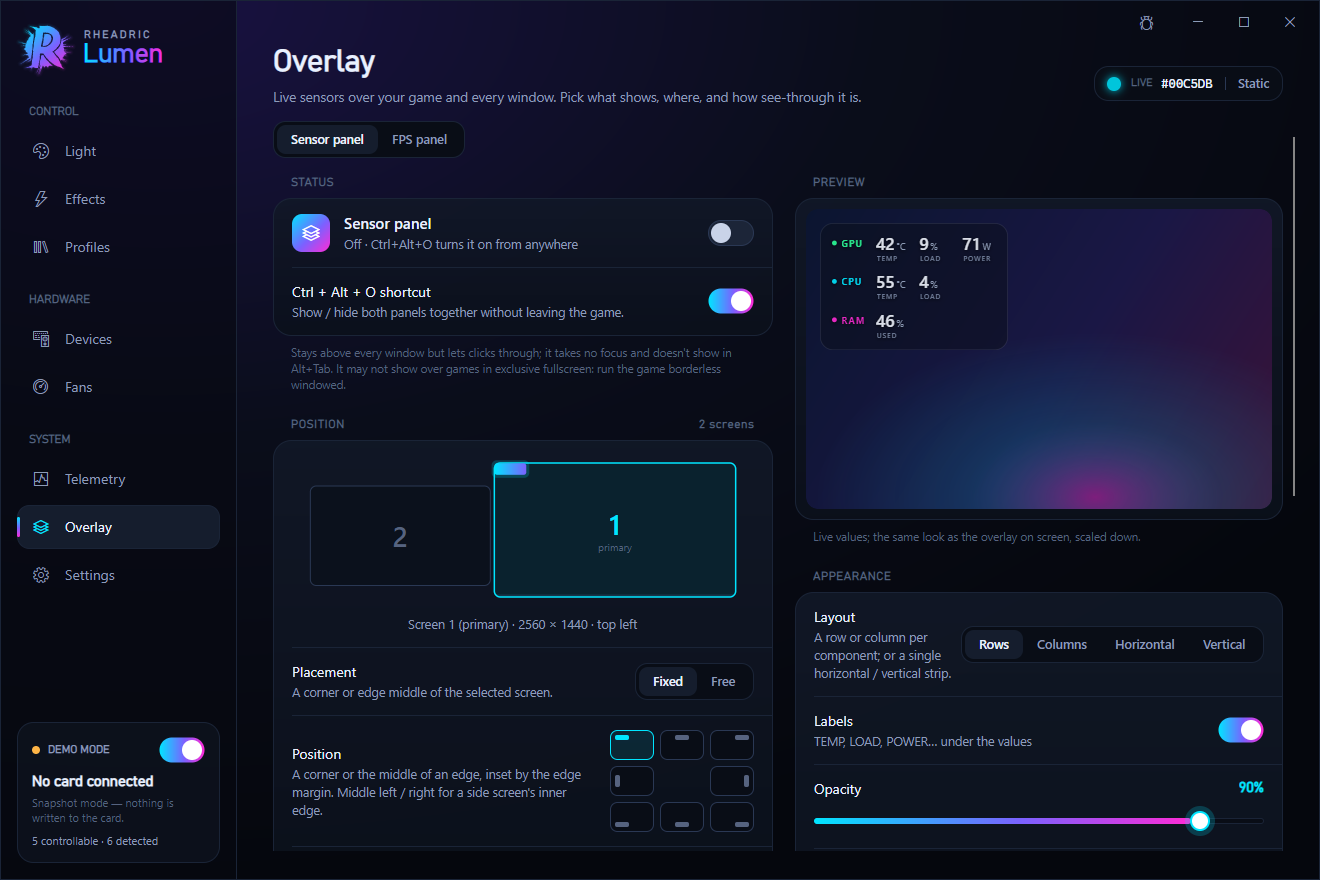 RHEADRIC
Lumen
CONTROL
Light
Effects
Profiles
HARDWARE
Devices
Fans
SYSTEM
Telemetry
Overlay
Settings
DEMO MODE
No card connected
Snapshot mode — nothing is
written to the card.
5 controllable · 6 detected
Overlay
Live sensors over your game and every window. Pick what shows, where, and how see-through it is.
LIVE #00C5DB Static
Sensor panel FPS panel
STATUS
Sensor panel
Off · Ctrl+Alt+O turns it on from anywhere
Ctrl + Alt + O shortcut
Show / hide both panels together without leaving the game.
Stays above every window but lets clicks through; it takes no focus and doesn't show in
Alt+Tab. It may not show over games in exclusive fullscreen: run the game borderless
windowed.
POSITION 2 screens
2
1
primary
Screen 1 (primary) · 2560 × 1440 · top left
Placement
A corner or edge middle of the selected screen.
Fixed Free
Position
A corner or the middle of an edge, inset by the edge
margin. Middle left / right for a side screen's inner
edge.
PREVIEW
GPU 42°C 9% 71W
TEMP LOAD POWER
CPU 55°C 4%
TEMP LOAD
RAM 46%
USED
Live values; the same look as the overlay on screen, scaled down.
APPEARANCE
Layout
A row or column per
component; or a single
horizontal / vertical strip.
Rows Columns Horizontal Vertical
Labels
TEMP, LOAD, POWER... under the values
Opacity 90%